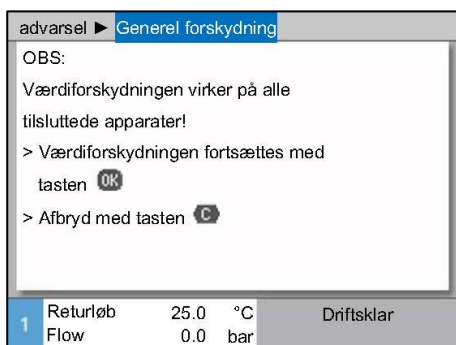 advarsel ► Generel forskydning
OBS:
Værdiforskydningen virker på alle
tilsluttede apparater!
> Værdiforskydningen fortsættes med
tasten OK
> Afbryd med tasten C
1 Returløb 25.0 °C Driftsklar
Flow 0.0 bar